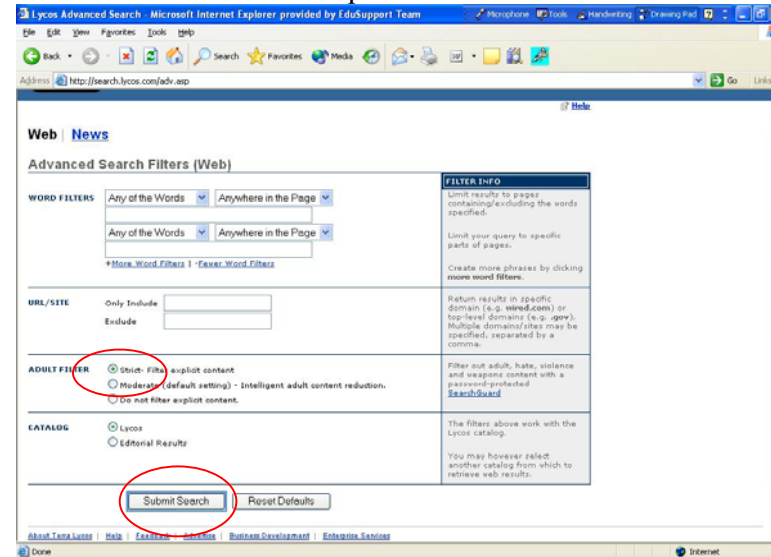 Lycos Advanced Search - Microsoft Internet Explorer provided by EduSupport Team
Microphone Tools Handwriting Drawing Pad
File Edit View Favorites Tools Help
Back Search Favorites Media
Address http://search.lycos.com/adv.asp Go Links
Help
Web | News
Advanced Search Filters (Web)
FILTER INFO
WORD FILTERS Any of the Words Anywhere in the Page
Any of the Words Anywhere in the Page
+More Word Filters | -Fewer Word Filters
Limit results to pages
containing/excluding the words
specified.
Limit your query to specific
parts of pages.
Create more phrases by clicking
more word filters.
URL/SITE Only Include
Exclude
Return results in specific
domain (e.g. wired.com) or
top-level domains (e.g. .gov).
Multiple domains/sites may be
specified, separated by a
comma.
ADULT FILTER Strict- Filter explicit content
Moderate (default setting) - Intelligent adult content reduction.
Do not filter explicit content.
Filter out adult, hate, violence
and weapons content with a
password-protected
SearchGuard
CATALOG Lycos
Editorial Results
The filters above work with the
Lycos catalog.
You may however select
another catalog from which to
retrieve web results.
Submit Search Reset Defaults
About Terra Lycos | Help | Feedback | Advertise | Business Development | Enterprise Services
Done Internet